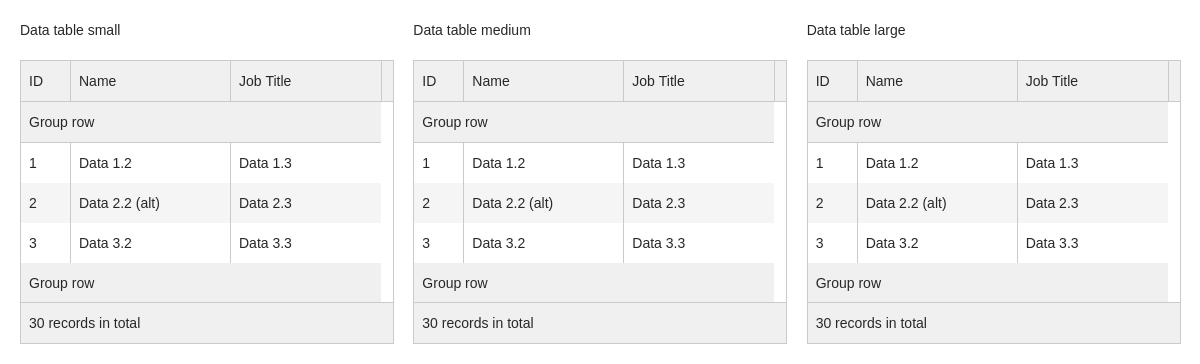 Data table small
ID Name Job Title
Group row
1 Data 1.2 Data 1.3
2 Data 2.2 (alt) Data 2.3
3 Data 3.2 Data 3.3
Group row
30 records in total
Data table medium
ID Name Job Title
Group row
1 Data 1.2 Data 1.3
2 Data 2.2 (alt) Data 2.3
3 Data 3.2 Data 3.3
Group row
30 records in total
Data table large
ID Name Job Title
Group row
1 Data 1.2 Data 1.3
2 Data 2.2 (alt) Data 2.3
3 Data 3.2 Data 3.3
Group row
30 records in total